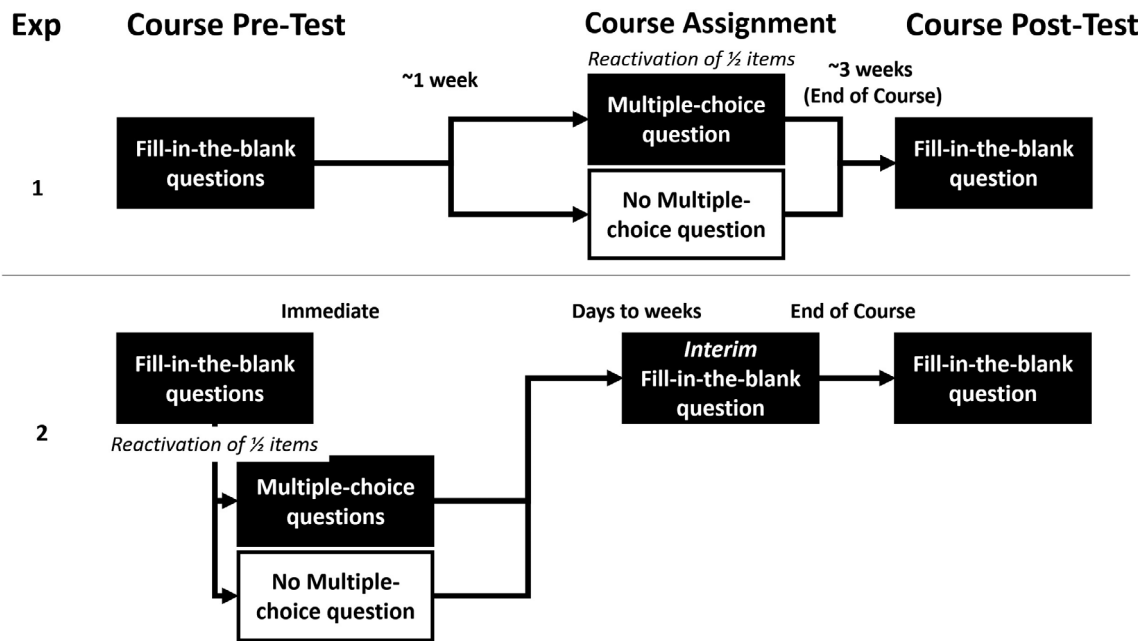 Exp
Course Pre-Test
Course Assignment
Course Post-Test
Reactivation of ½ items
~1 week
~3 weeks
(End of Course)
Multiple-choice
question
Fill-in-the-blank
questions
Fill-in-the-blank
question
1
No Multiple-
choice question
Immediate
Days to weeks
End of Course
Fill-in-the-blank
questions
Interim
Fill-in-the-blank
question
Fill-in-the-blank
question
2
Reactivation of ½ items
Multiple-choice
questions
No Multiple-
choice question